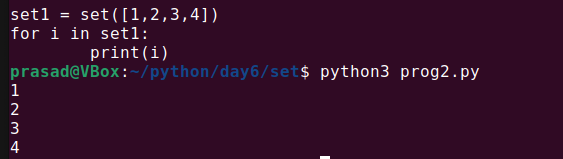 set1 = set([1,2,3,4])
for i in set1:
        print(i)
prasad@VBox:~/python/day6/set$ python3 prog2.py
1
2
3
4